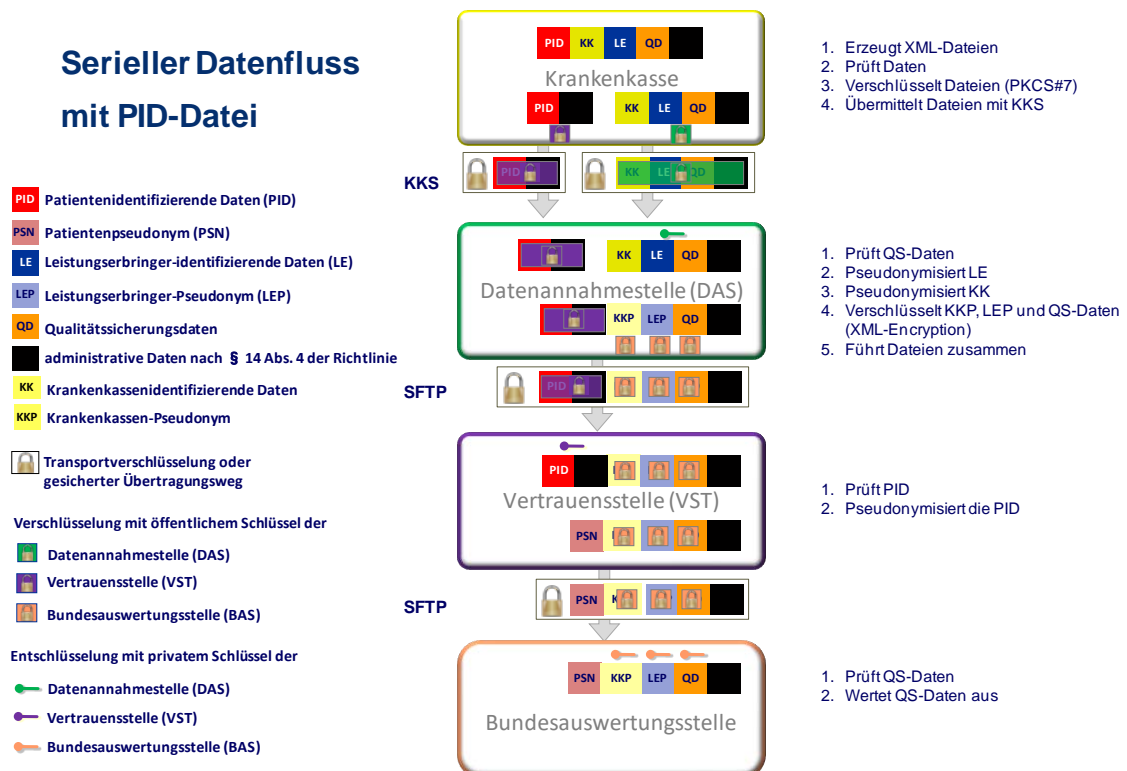 Serieller Datenfluss
mit PID-Datei
PID Patientenidentifizierende Daten (PID)
PSN Patientenpseudonym (PSN)
LE Leistungserbringer-identifizierende Daten (LE)
LEP Leistungserbringer-Pseudonym (LEP)
QD Qualitätssicherungsdaten
administrative Daten nach § 14 Abs. 4 der Richtlinie
KK Krankenkassenidentifizierende Daten
KKP Krankenkassen-Pseudonym
Transportverschlüsselung oder
gesicherter Übertragungsweg
Verschlüsselung mit öffentlichem Schlüssel der
Datenannahmestelle (DAS)
Vertrauensstelle (VST)
Bundesauswertungsstelle (BAS)
Entschlüsselung mit privatem Schlüssel der
Datenannahmestelle (DAS)
Vertrauensstelle (VST)
Bundesauswertungsstelle (BAS)
PID KK LE QD
Krankenkasse
PID KK LE QD
KKS
PID KK LE QD
KK LE QD
Datenannahmestelle (DAS)
KKP LEP QD
SFTP
PID
PID
Vertrauensstelle (VST)
PSN
SFTP
PSN
PSN KKP LEP QD
Bundesauswertungsstelle
1. Erzeugt XML-Dateien
2. Prüft Daten
3. Verschlüsselt Dateien (PKCS#7)
4. Übermittelt Dateien mit KKS
1. Prüft QS-Daten
2. Pseudonymisiert LE
3. Pseudonymisiert KK
4. Verschlüsselt KKP, LEP und QS-Daten
(XML-Encryption)
5. Führt Dateien zusammen
1. Prüft PID
2. Pseudonymisiert die PID
1. Prüft QS-Daten
2. Wertet QS-Daten aus